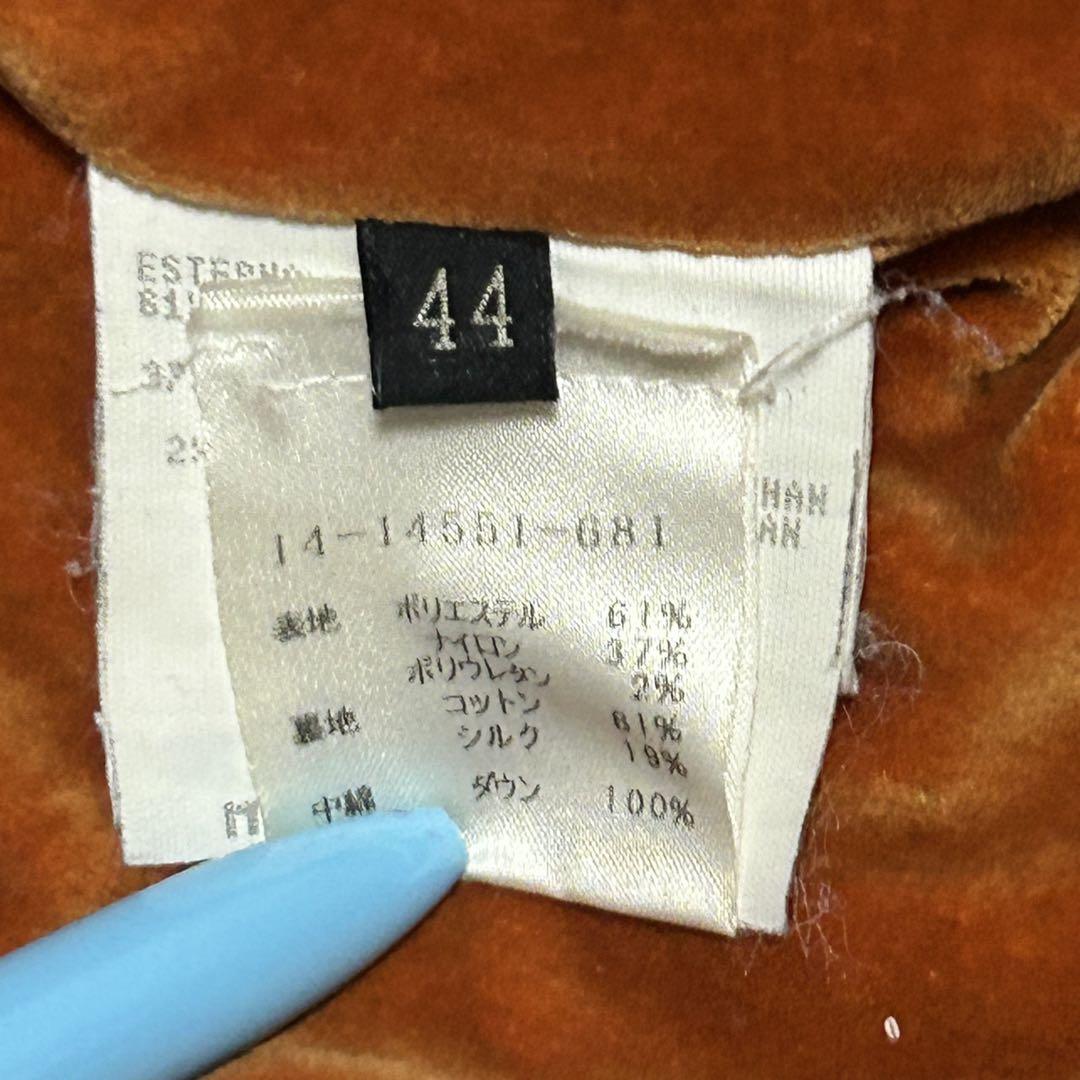 44
14-14551-681
表地 ポリエステル 61%
ナイロン 37%
ポリウレタン 2%
裏地 コットン 81%
シルク 19%
中綿 ダウン 100%
M